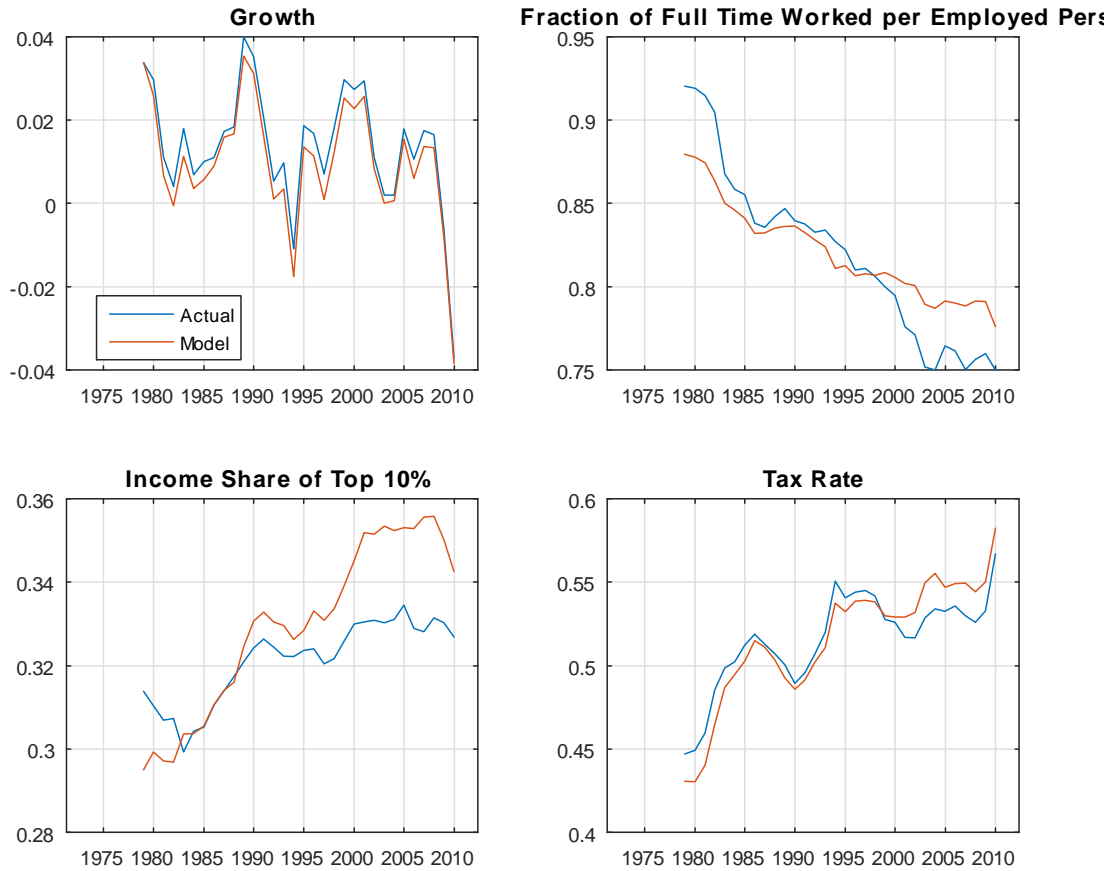 Growth
0.04
0.02
0
-0.02
-0.04
Actual
Model
1975 1980 1985 1990 1995 2000 2005 2010
Fraction of Full Time Worked per Employed Pers
0.95
0.9
0.85
0.8
0.75
1975 1980 1985 1990 1995 2000 2005 2010
Income Share of Top 10%
0.36
0.34
0.32
0.3
0.28
1975 1980 1985 1990 1995 2000 2005 2010
Tax Rate
0.6
0.55
0.5
0.45
0.4
1975 1980 1985 1990 1995 2000 2005 2010